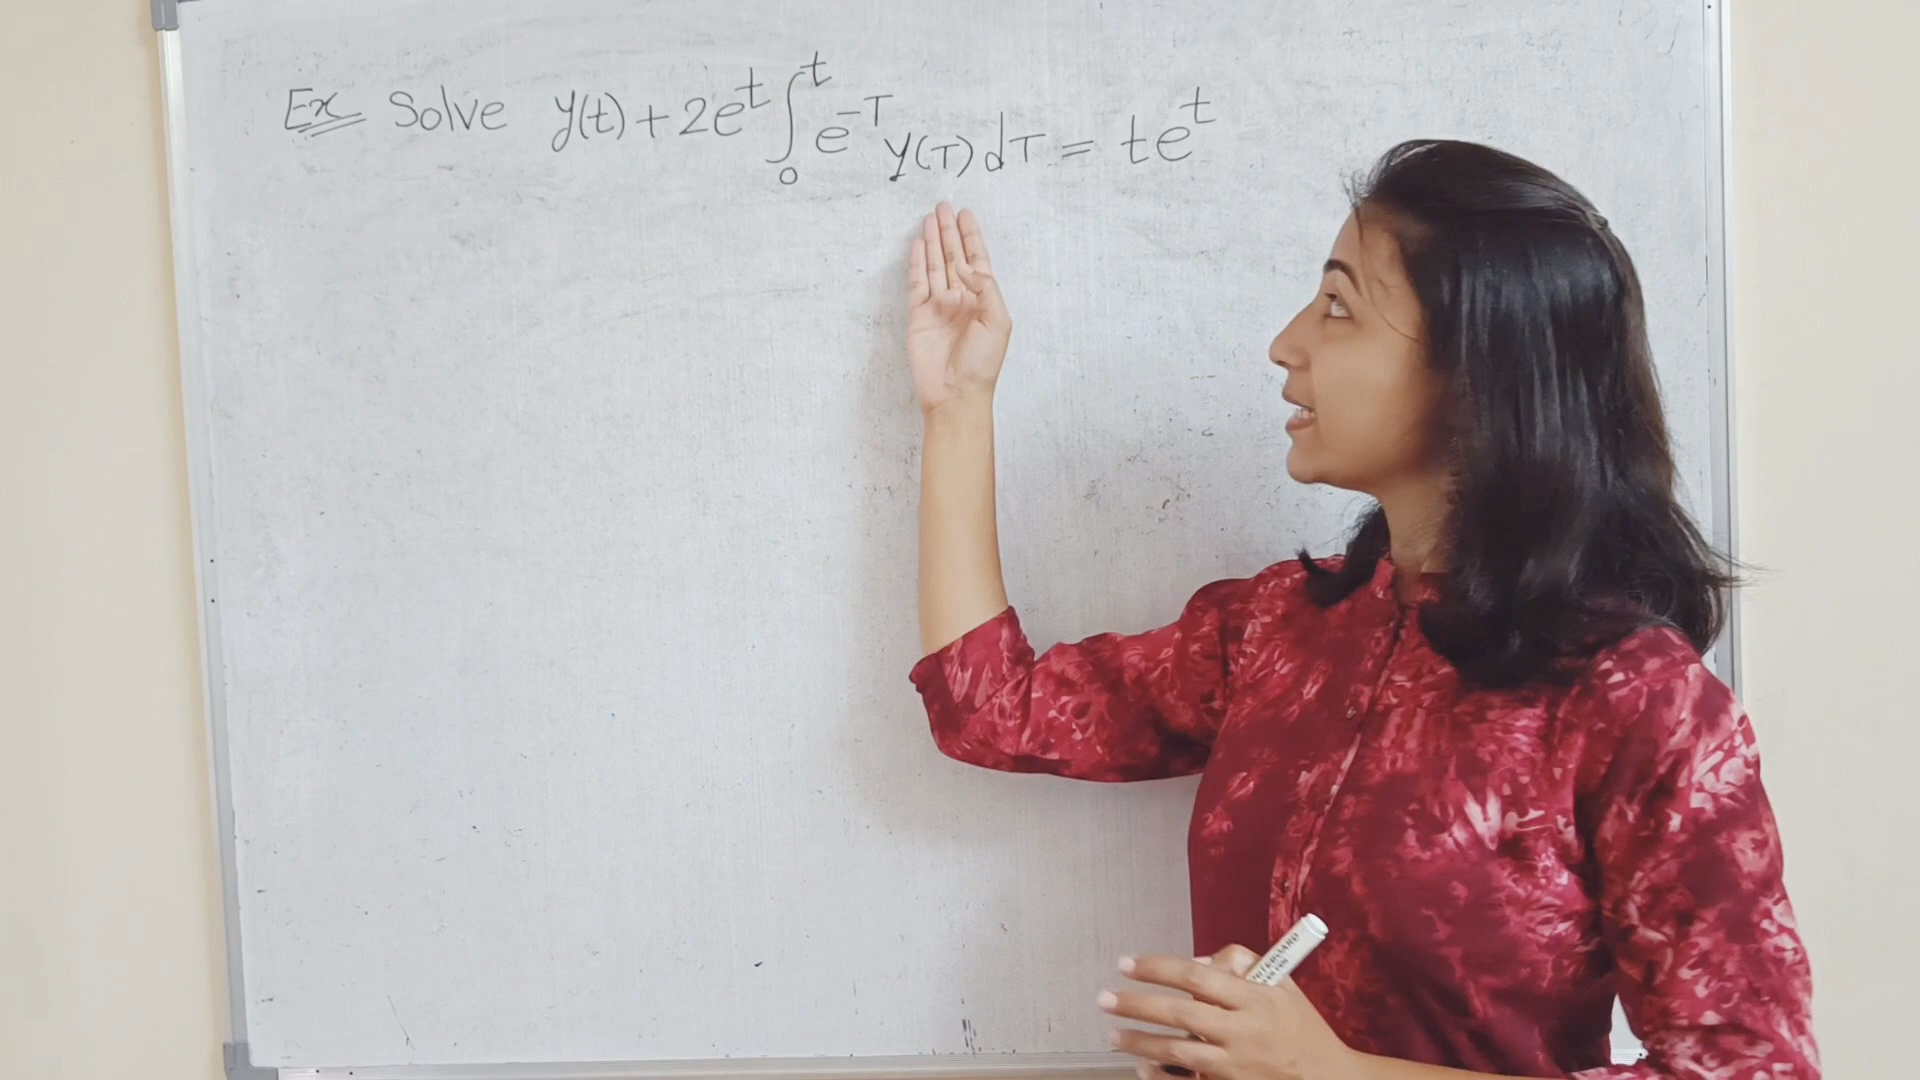 Ex Solve y(t) + 2e^t ∫_0^t e^{-τ} y(τ) dτ = te^t